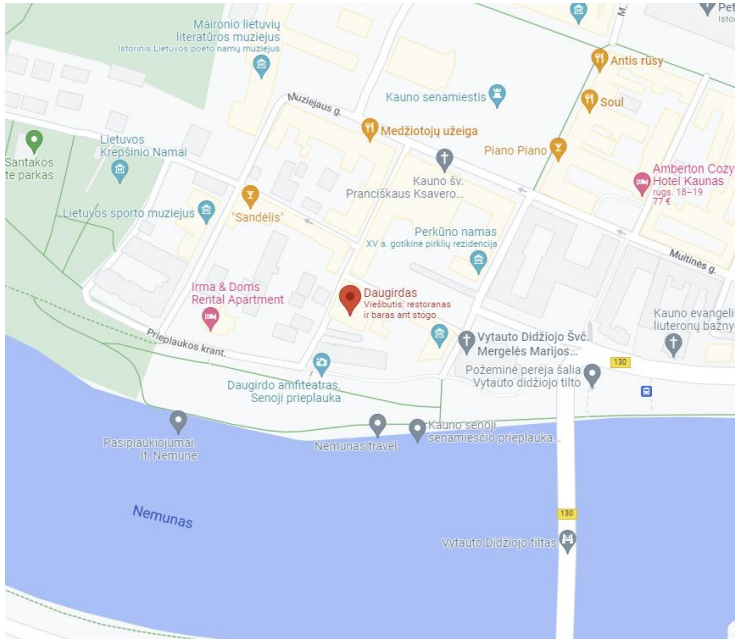 Maironio lietuvių
literatūros muziejus
Istorinis Lietuvos poeto namų muziejus
Antis rūsy
Soul
Muziejaus g.
Kauno senamiestis
Medžiotojų užeiga
Piano Piano
Santakos
Lietuvos
Krepšinio Namai
te parkas
Kauno šv.
Pranciškaus Ksavero...
Amberton Cozy
Hotel Kaunas
rugs. 18–19
77 €
Lietuvos sporto muziejus
"Sandėlis"
Perkūno namas
XV a. gotikinė pirklių rezidencija
Muitinės g.
Irma & Doms
Rental Apartment
Daugirdas
Viešbutis: restoranas
ir baras ant stogo
Prieplaukos krant.
Vytauto Didžiojo Švč.
Mergelės Marijos...
Kauno evangeli
liuteronų bažny
130
Požeminė perėja šalia
Vytauto didžiojo tilto
Daugirdo amfiteatras.
Senoji prieplauka
Pasiplaukiojimai.
lt, Nemune
Nemunas travel
Kauno senoji
senamiesčio prieplauka...
Nemunas
130
Vytauto Didžiojo tiltas